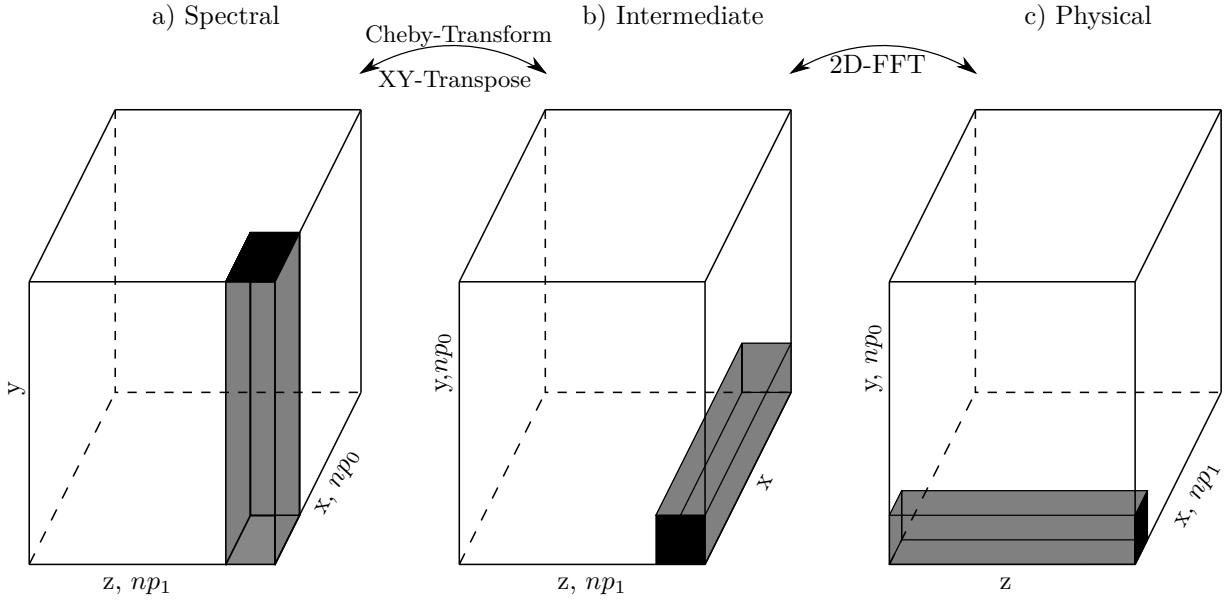 a) Spectral
b) Intermediate
c) Physical
Cheby-Transform
XY-Transpose
2D-FFT
y
x, np₀
z, np₁
y,np₀
x
z, np₁
y, np₀
x, np₁
z